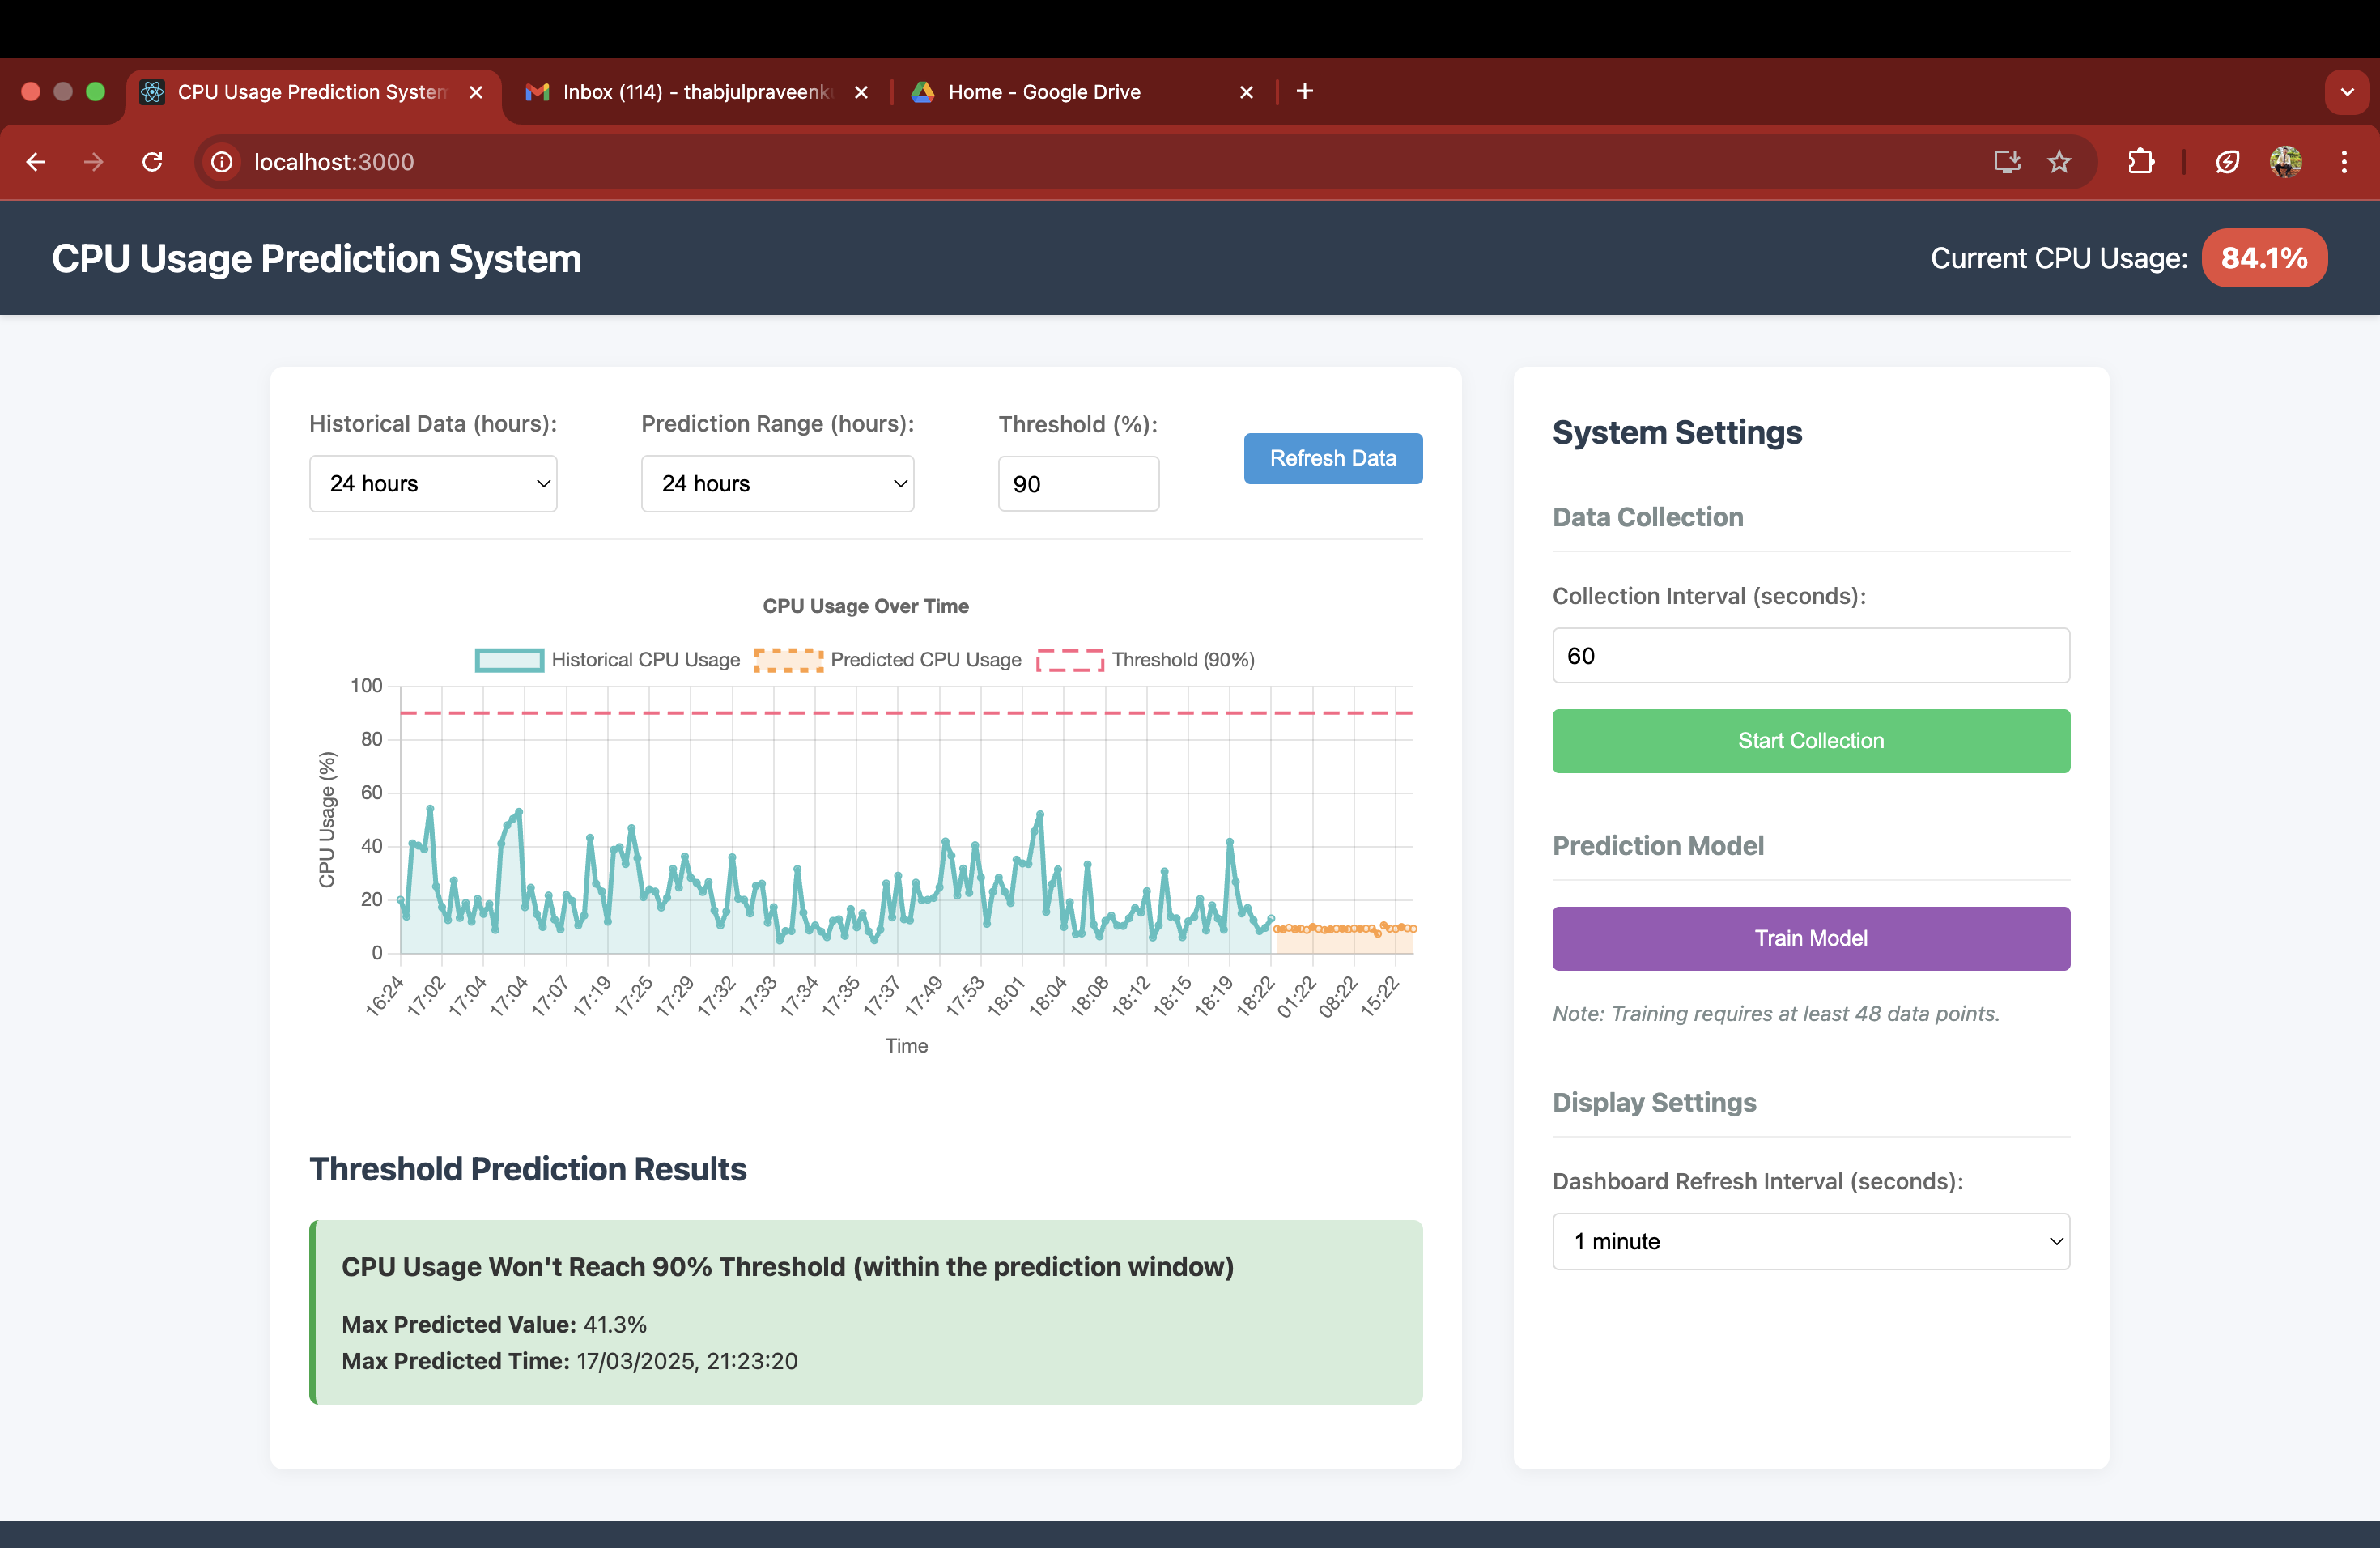 CPU Usage Prediction System
Inbox (114) - thabjulpraveenk
Home - Google Drive
localhost:3000
CPU Usage Prediction System
Current CPU Usage: 84.1%
Historical Data (hours):
Prediction Range (hours):
Threshold (%):
24 hours
24 hours
90
Refresh Data
CPU Usage Over Time
Historical CPU Usage
Predicted CPU Usage
Threshold (90%)
100
80
60
40
20
0
CPU Usage (%)
16:24
17:02
17:04
17:04
17:07
17:19
17:25
17:29
17:32
17:33
17:34
17:35
17:37
17:49
17:53
18:01
18:04
18:08
18:12
18:15
18:19
18:22
01:22
08:22
15:22
Time
Threshold Prediction Results
CPU Usage Won't Reach 90% Threshold (within the prediction window)
Max Predicted Value: 41.3%
Max Predicted Time: 17/03/2025, 21:23:20
System Settings
Data Collection
Collection Interval (seconds):
60
Start Collection
Prediction Model
Train Model
Note: Training requires at least 48 data points.
Display Settings
Dashboard Refresh Interval (seconds):
1 minute